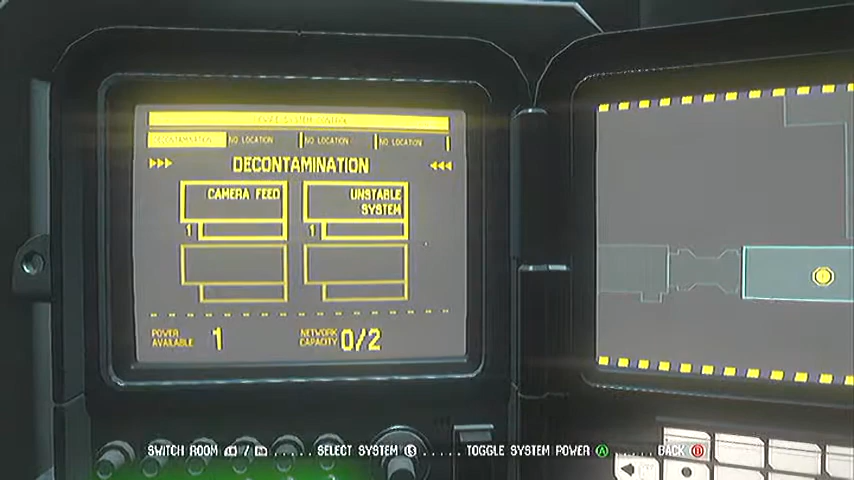 DECONTAMINATION NO LOCATION NO LOCATION NO LOCATION
DECONTAMINATION
CAMERA FEED
UNSTABLE
SYSTEM
1
1
POWER
AVAILABLE 1
NETWORK
CAPACITY 0/2
SWITCH ROOM / ..... SELECT SYSTEM ..... TOGGLE SYSTEM POWER A ..... BACK B